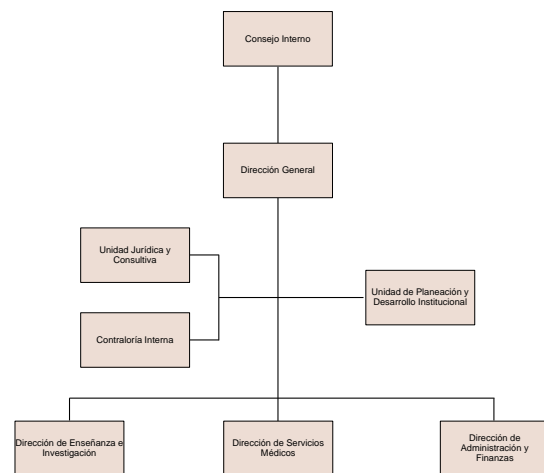 Consejo Interno
Dirección General
Unidad Jurídica y
Consultiva
Unidad de Planeación y
Desarrollo Institucional
Contraloría Interna
Dirección de Enseñanza e
Investigación
Dirección de Servicios
Médicos
Dirección de
Administración y
Finanzas